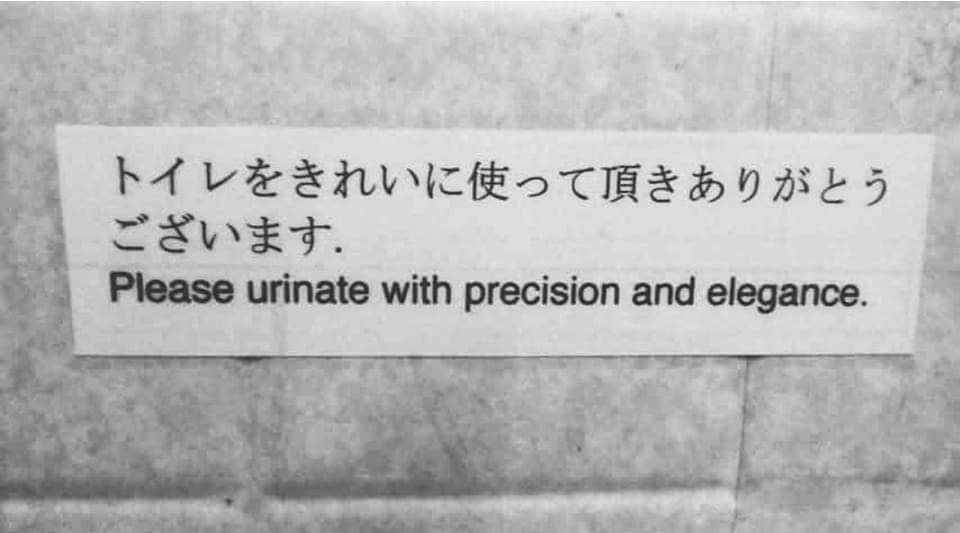 トイレをきれいに使って頂きありがとう
ございます.
Please urinate with precision and elegance.